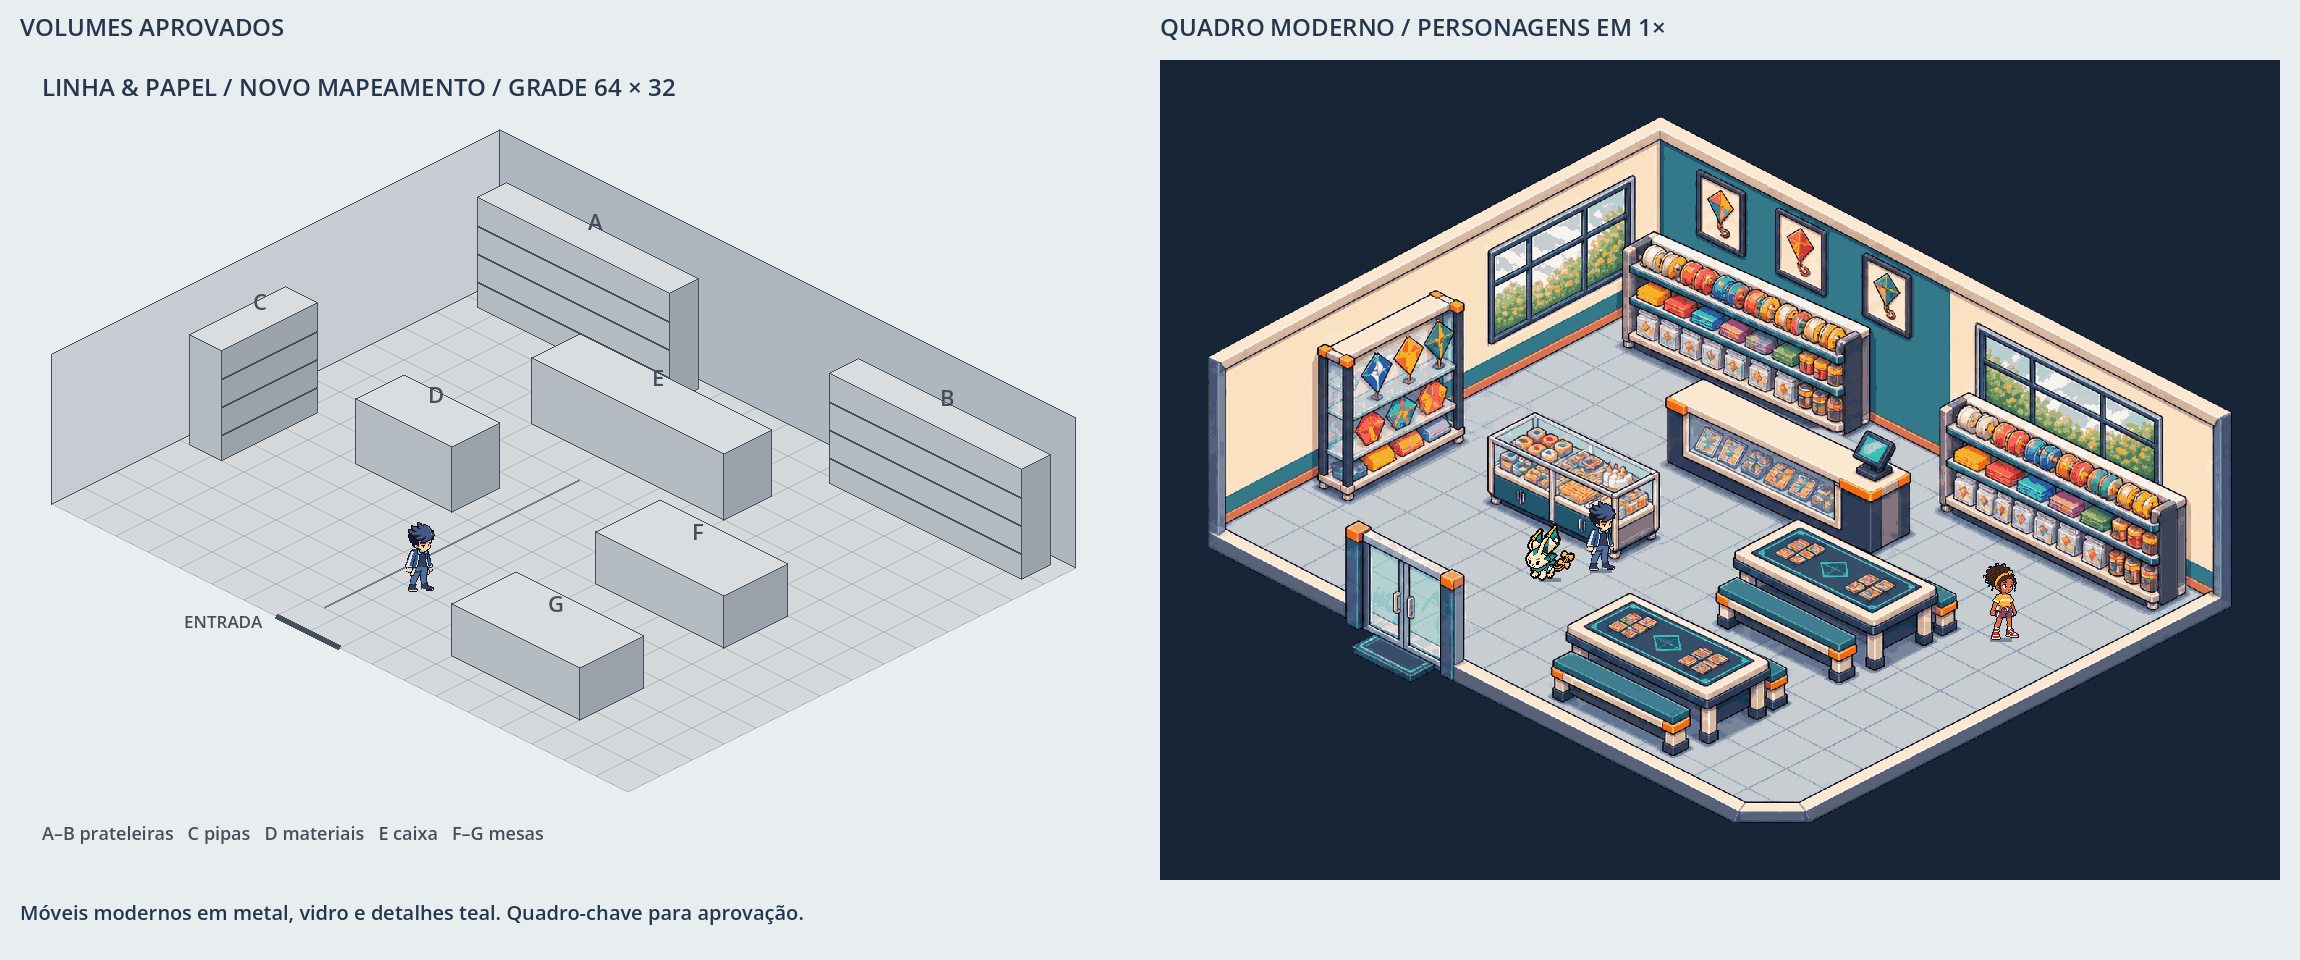 VOLUMES APROVADOS
QUADRO MODERNO / PERSONAGENS EM 1×
LINHA & PAPEL / NOVO MAPEAMENTO / GRADE 64 × 32
A
C
E
D
B
F
G
ENTRADA
A–B prateleiras C pipas D materiais E caixa F–G mesas
Móveis modernos em metal, vidro e detalhes teal. Quadro-chave para aprovação.